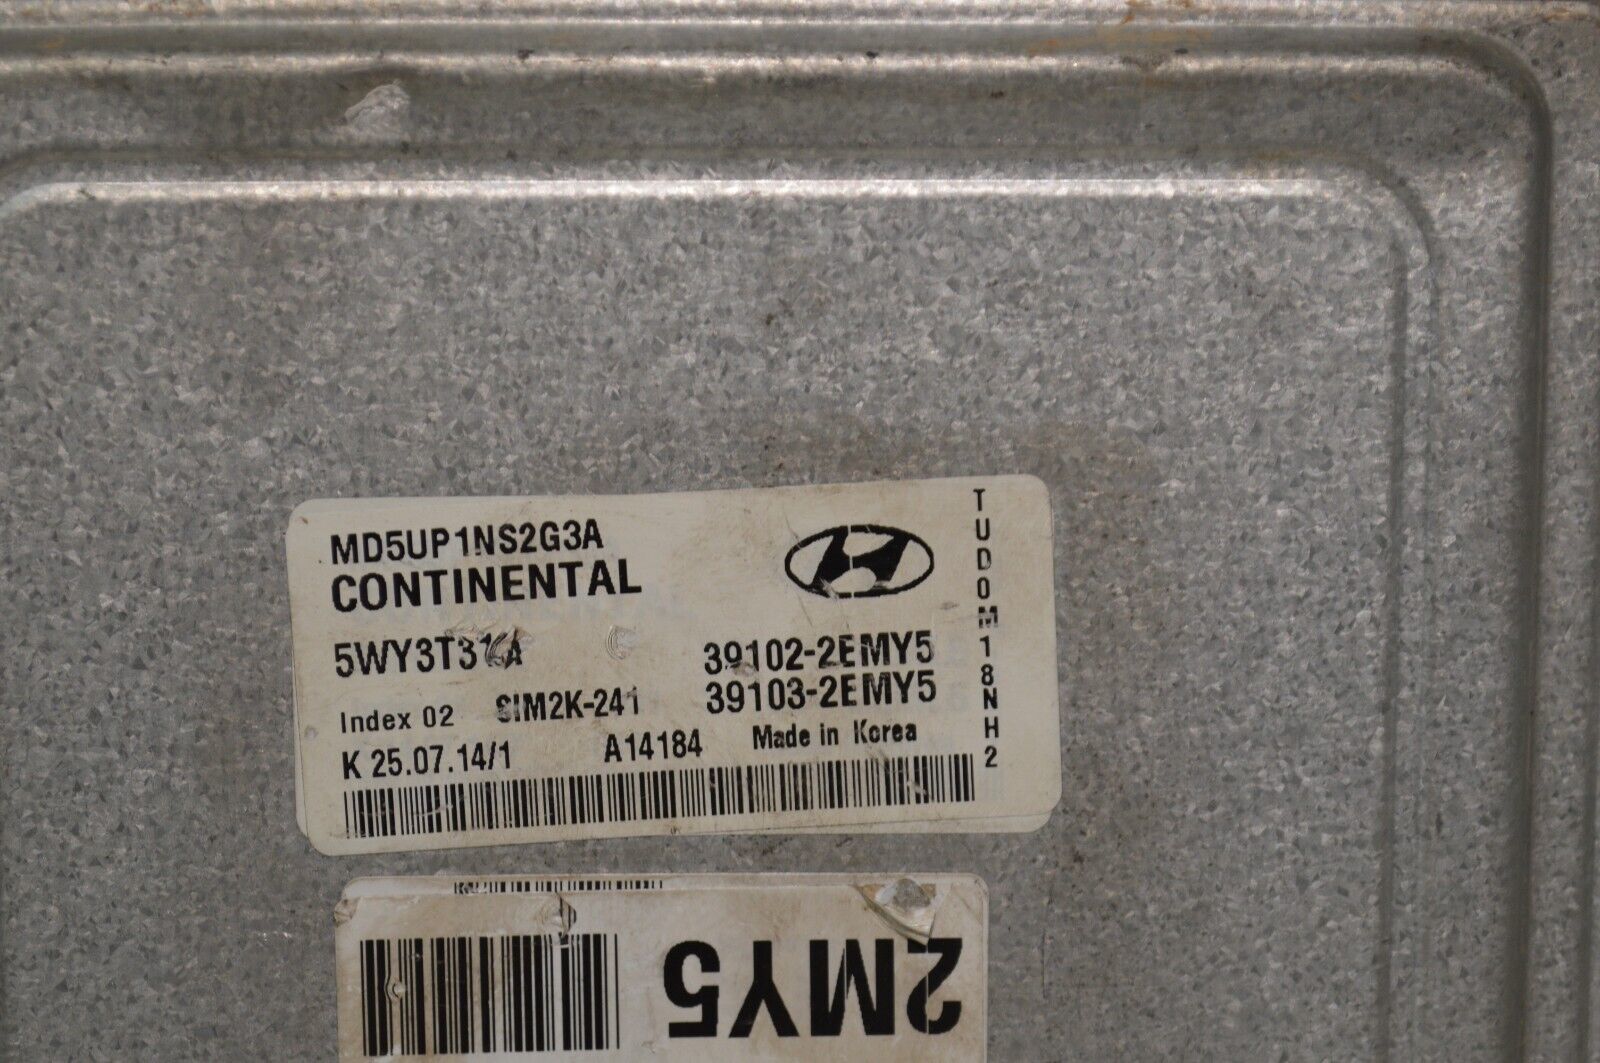 MD5UP1NS2G3A
CONTINENTAL
39102-2EMY5
39103-2EMY5
Index 02 SIM2K-241
K 25.07.14/1 A14184 Made in Korea
TUD0M18NH2
2MY5